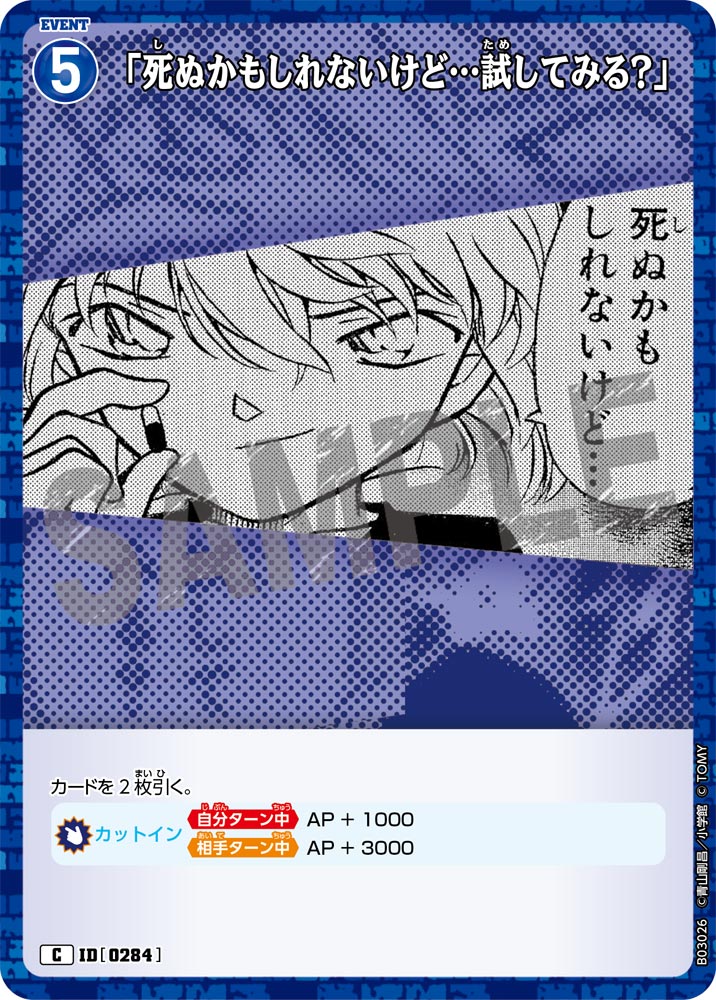 EVENT
5
「死ぬかもしれないけど…試してみる?」
死ぬかも
しれないけど…
SAMPLE
カードを2枚引く。
カットイン 自分ターン中 AP + 1000
相手ターン中 AP + 3000
C ID[0284]
B03026 ©青山剛昌/小学館 © TOMY